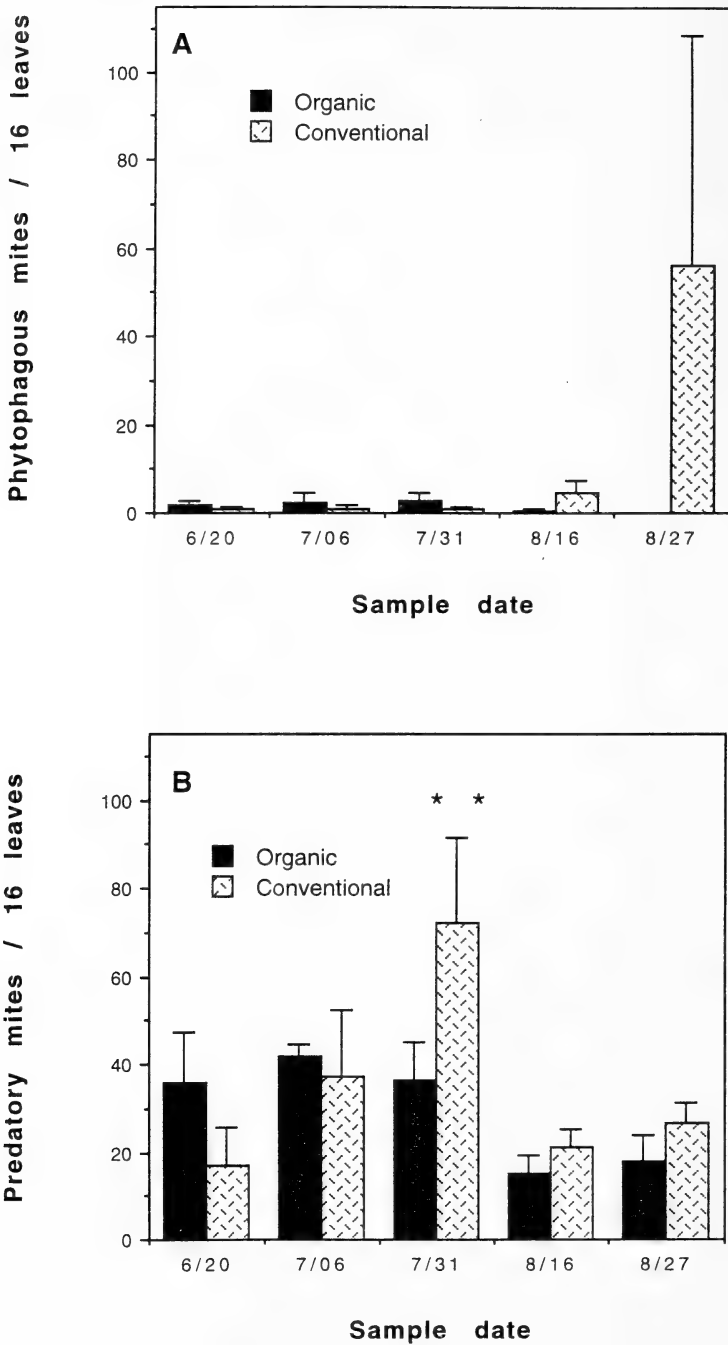 A
Organic
Conventional
Phytophagous mites / 16 leaves
100
80
60
40
20
0
6/20 7/06 7/31 8/16 8/27
Sample date
B
* *
Organic
Conventional
Predatory mites / 16 leaves
100
80
60
40
20
0
6/20 7/06 7/31 8/16 8/27
Sample date